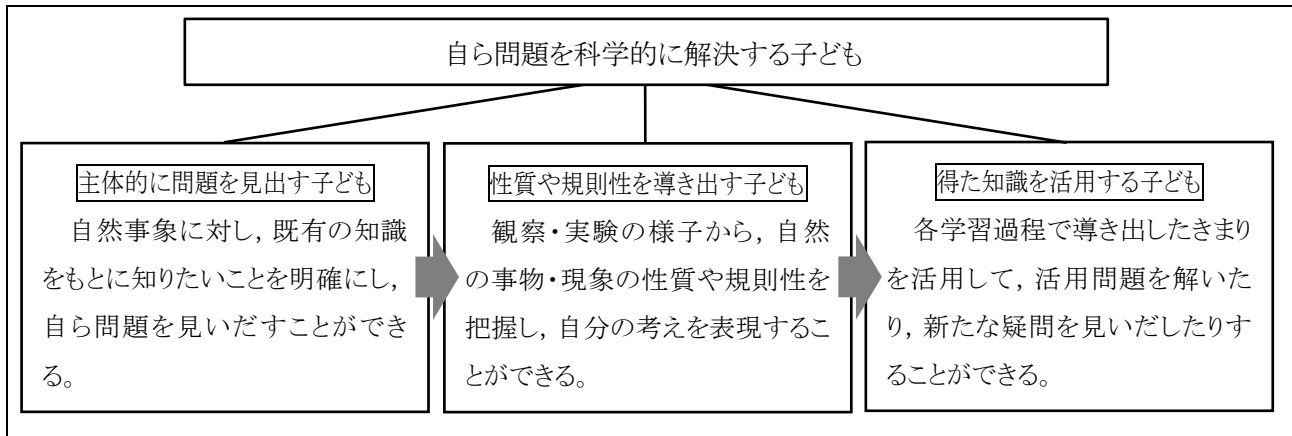 自ら問題を科学的に解決する子ども
主体的に問題を見出す子ども
自然事象に対し，既有の知識
をもとに知りたいことを明確にし，
自ら問題を見いだすことができ
る。
性質や規則性を導き出す子ども
観察・実験の様子から，自然
の事物・現象の性質や規則性を
把握し，自分の考えを表現するこ
とができる。
得た知識を活用する子ども
各学習過程で導き出したきまり
を活用して，活用問題を解いた
り，新たな疑問を見いだしたりす
ることができる。